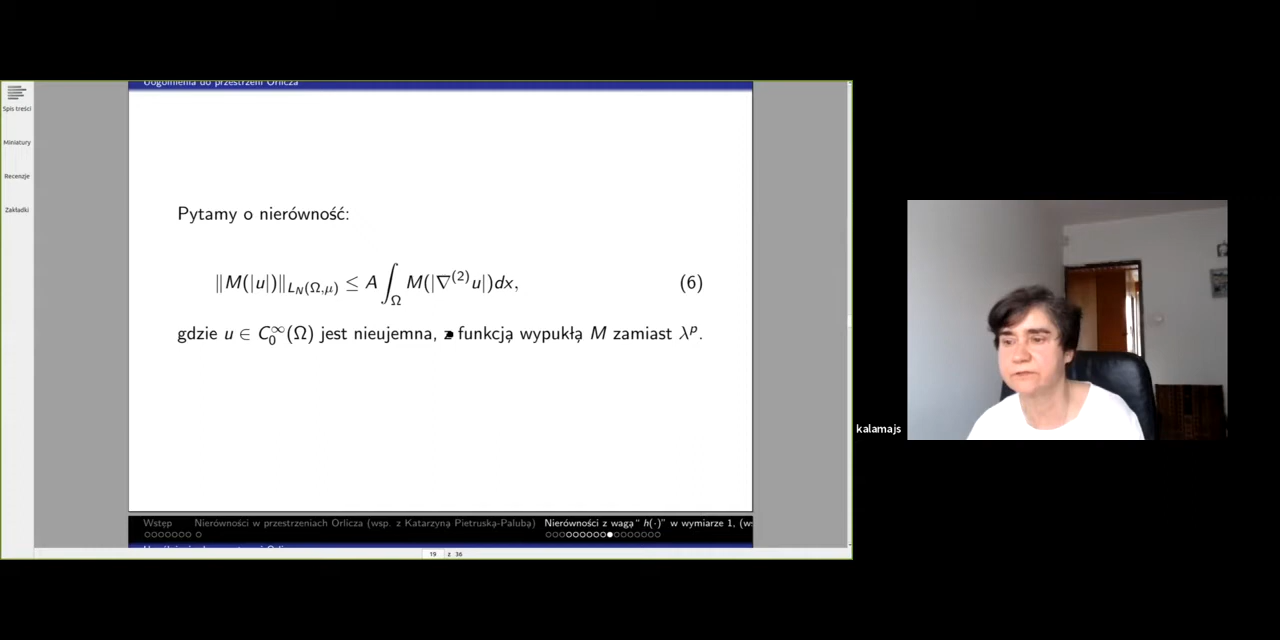 Uogólnienia do przestrzeni Orlicza
Spis treści
Miniatury
Recenzje
Zakładki
Pytamy o nierówność:
‖M(|u|)‖_{L_N(Ω,μ)} ≤ A ∫_Ω M(|∇^{(2)}u|)dx, (6)
gdzie u ∈ C_0^∞(Ω) jest nieujemna, z funkcją wypukłą M zamiast λ^p.
kalamajs
Wstęp Nierówności w przestrzeniach Orlicza (wsp. z Katarzyną Pietruską-Pałubą) Nierówności z wagą “ h(·)” w wymiarze 1, (w
19 z 36